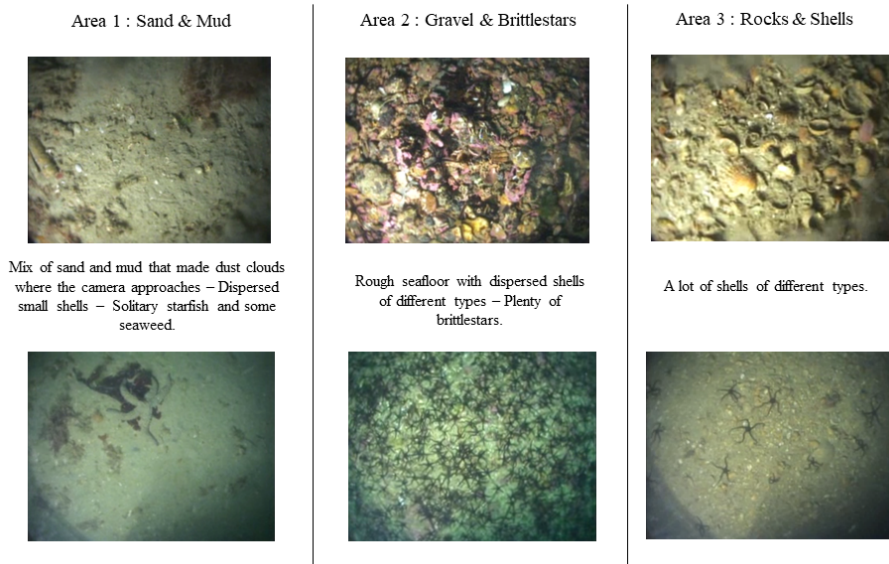 Area 1 : Sand & Mud
Mix of sand and mud that made dust clouds
where the camera approaches – Dispersed
small shells – Solitary starfish and some
seaweed.
Area 2 : Gravel & Brittlestars
Rough seafloor with dispersed shells
of different types – Plenty of
brittlestars.
Area 3 : Rocks & Shells
A lot of shells of different types.